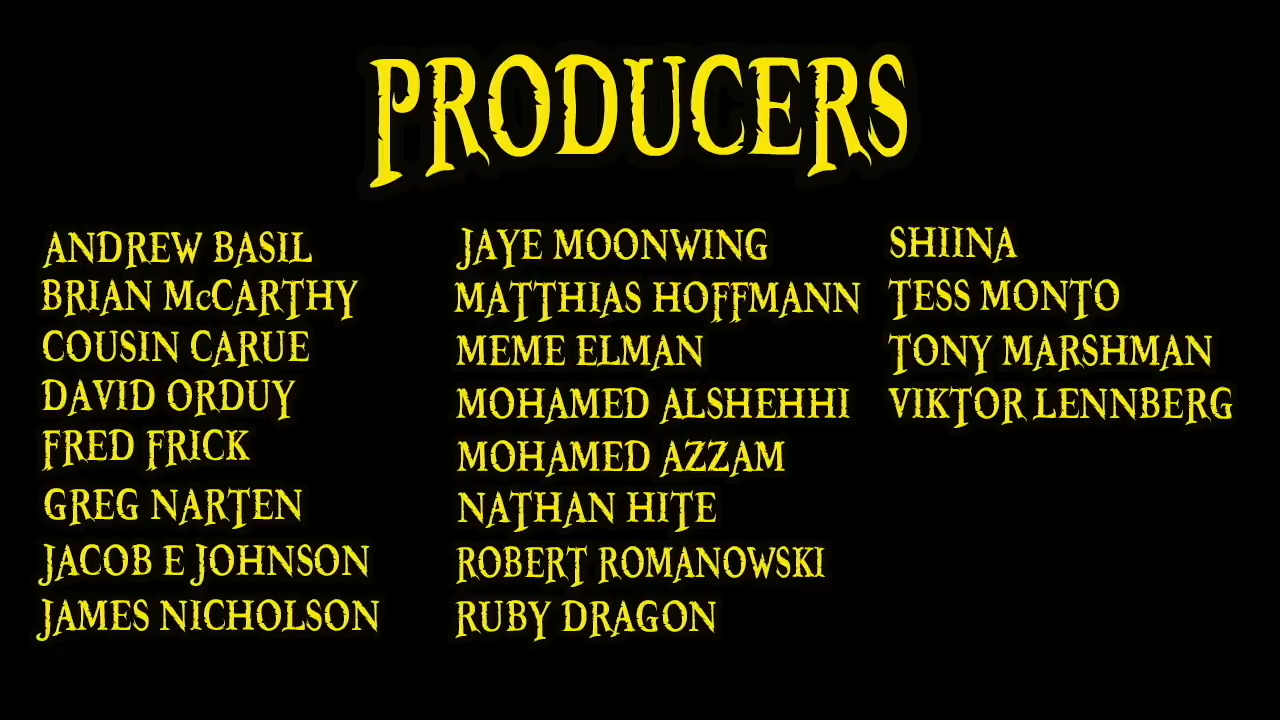 PRODUCERS
ANDREW BASIL
BRIAN McCARTHY
COUSIN CARUE
DAVID ORDUY
FRED FRICK
GREG NARTEN
JACOB E JOHNSON
JAMES NICHOLSON
JAYE MOONWING
MATTHIAS HOFFMANN
MEME ELMAN
MOHAMED ALSHEHHI
MOHAMED AZZAM
NATHAN HITE
ROBERT ROMANOWSKI
RUBY DRAGON
SHIINA
TESS MONTO
TONY MARSHMAN
VIKTOR LENNBERG